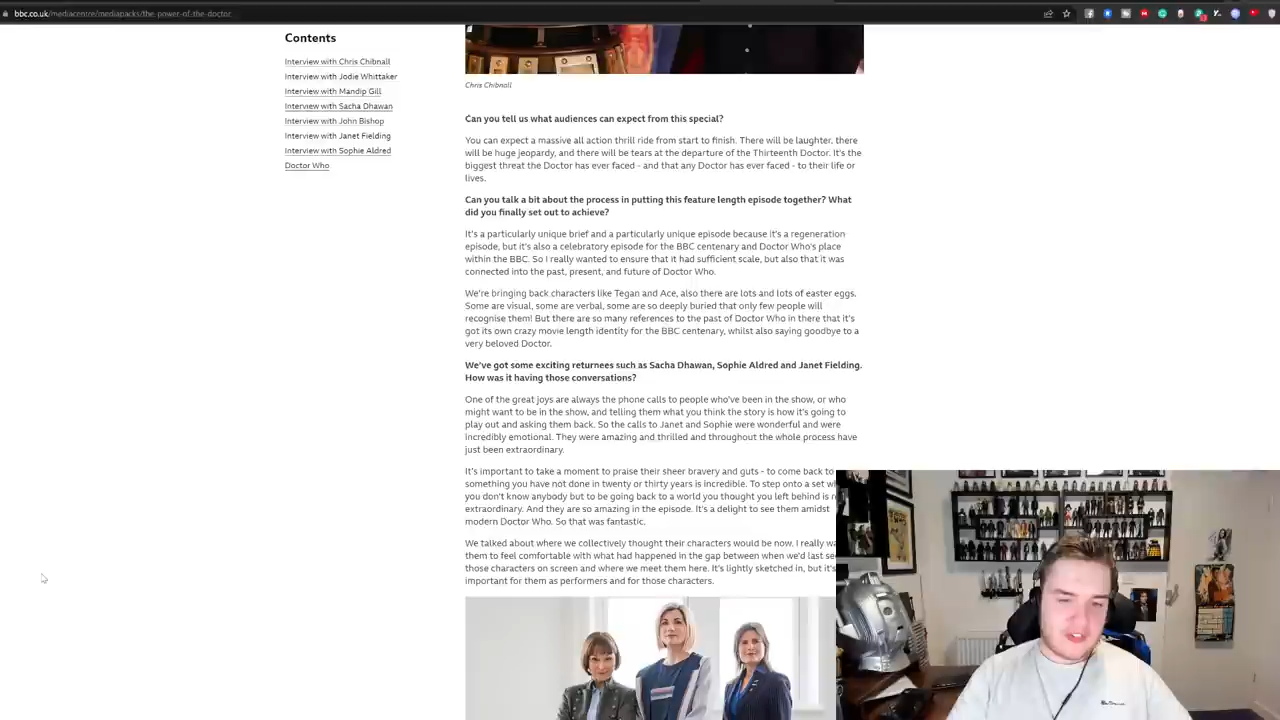 bbc.co.uk/mediacentre/mediapacks/the-power-of-the-doctor
Contents
Interview with Chris Chibnall
Interview with Jodie Whittaker
Interview with Mandip Gill
Interview with Sacha Dhawan
Interview with John Bishop
Interview with Janet Fielding
Interview with Sophie Aldred
Doctor Who
Chris Chibnall
Can you tell us what audiences can expect from this special?
You can expect a massive all action thrill ride from start to finish. There will be laughter, there
will be huge jeopardy, and there will be tears at the departure of the Thirteenth Doctor. It's the
biggest threat the Doctor has ever faced - and that any Doctor has ever faced - to their life or
lives.
Can you talk a bit about the process in putting this feature length episode together? What
did you finally set out to achieve?
It's a particularly unique brief and a particularly unique episode because it's a regeneration
episode, but it's also a celebratory episode for the BBC centenary and Doctor Who's place
within the BBC. So I really wanted to ensure that it had sufficient scale, but also that it was
connected into the past, present, and future of Doctor Who.
We're bringing back characters like Tegan and Ace, also there are lots and lots of easter eggs.
Some are visual, some are verbal, some are so deeply buried that only few people will
recognise them! But there are so many references to the past of Doctor Who in there that it's
got its own crazy movie length identity for the BBC centenary, whilst also saying goodbye to a
very beloved Doctor.
We've got some exciting returnees such as Sacha Dhawan, Sophie Aldred and Janet Fielding.
How was it having those conversations?
One of the great joys are always the phone calls to people who've been in the show, or who
might want to be in the show, and telling them what you think the story is how it's going to
play out and asking them back. So the calls to Janet and Sophie were wonderful and were
incredibly emotional. They were amazing and thrilled and throughout the whole process have
just been extraordinary.
It's important to take a moment to praise their sheer bravery and guts - to come back to
something you have not done in twenty or thirty years is incredible. To step onto a set wh
you don't know anybody but to be going back to a world you thought you left behind is r
extraordinary. And they are so amazing in the episode. It's a delight to see them amidst
modern Doctor Who. So that was fantastic.
We talked about where we collectively thought their characters would be now. I really wa
them to feel comfortable with what had happened in the gap between when we'd last se
those characters on screen and where we meet them here. It's lightly sketched in, but it's
important for them as performers and for those characters.